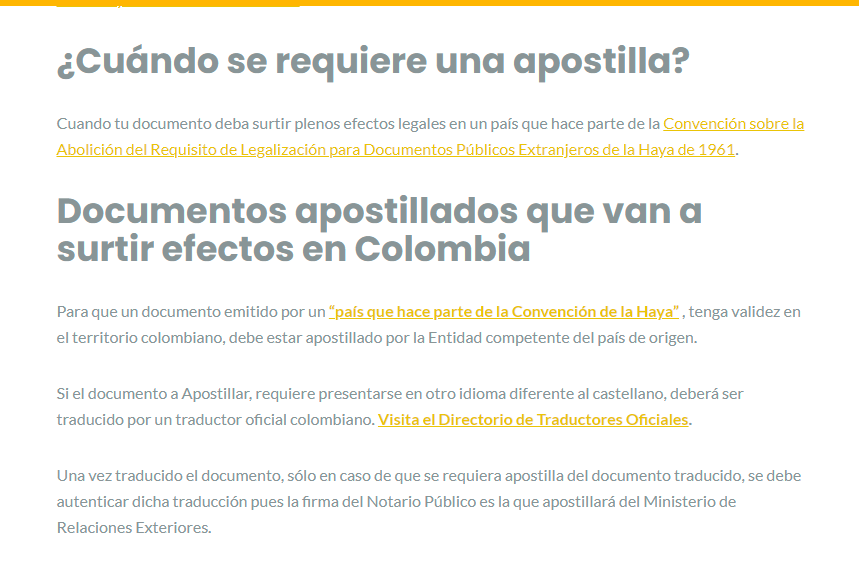 ¿Cuándo se requiere una apostilla?
Cuando tu documento deba surtir plenos efectos legales en un país que hace parte de la Convención sobre la
Abolición del Requisito de Legalización para Documentos Públicos Extranjeros de la Haya de 1961.
Documentos apostillados que van a
surtir efectos en Colombia
Para que un documento emitido por un “país que hace parte de la Convención de la Haya” , tenga validez en
el territorio colombiano, debe estar apostillado por la Entidad competente del país de origen.
Si el documento a Apostillar, requiere presentarse en otro idioma diferente al castellano, deberá ser
traducido por un traductor oficial colombiano. Visita el Directorio de Traductores Oficiales.
Una vez traducido el documento, sólo en caso de que se requiera apostilla del documento traducido, se debe
autenticar dicha traducción pues la firma del Notario Público es la que apostillará del Ministerio de
Relaciones Exteriores.